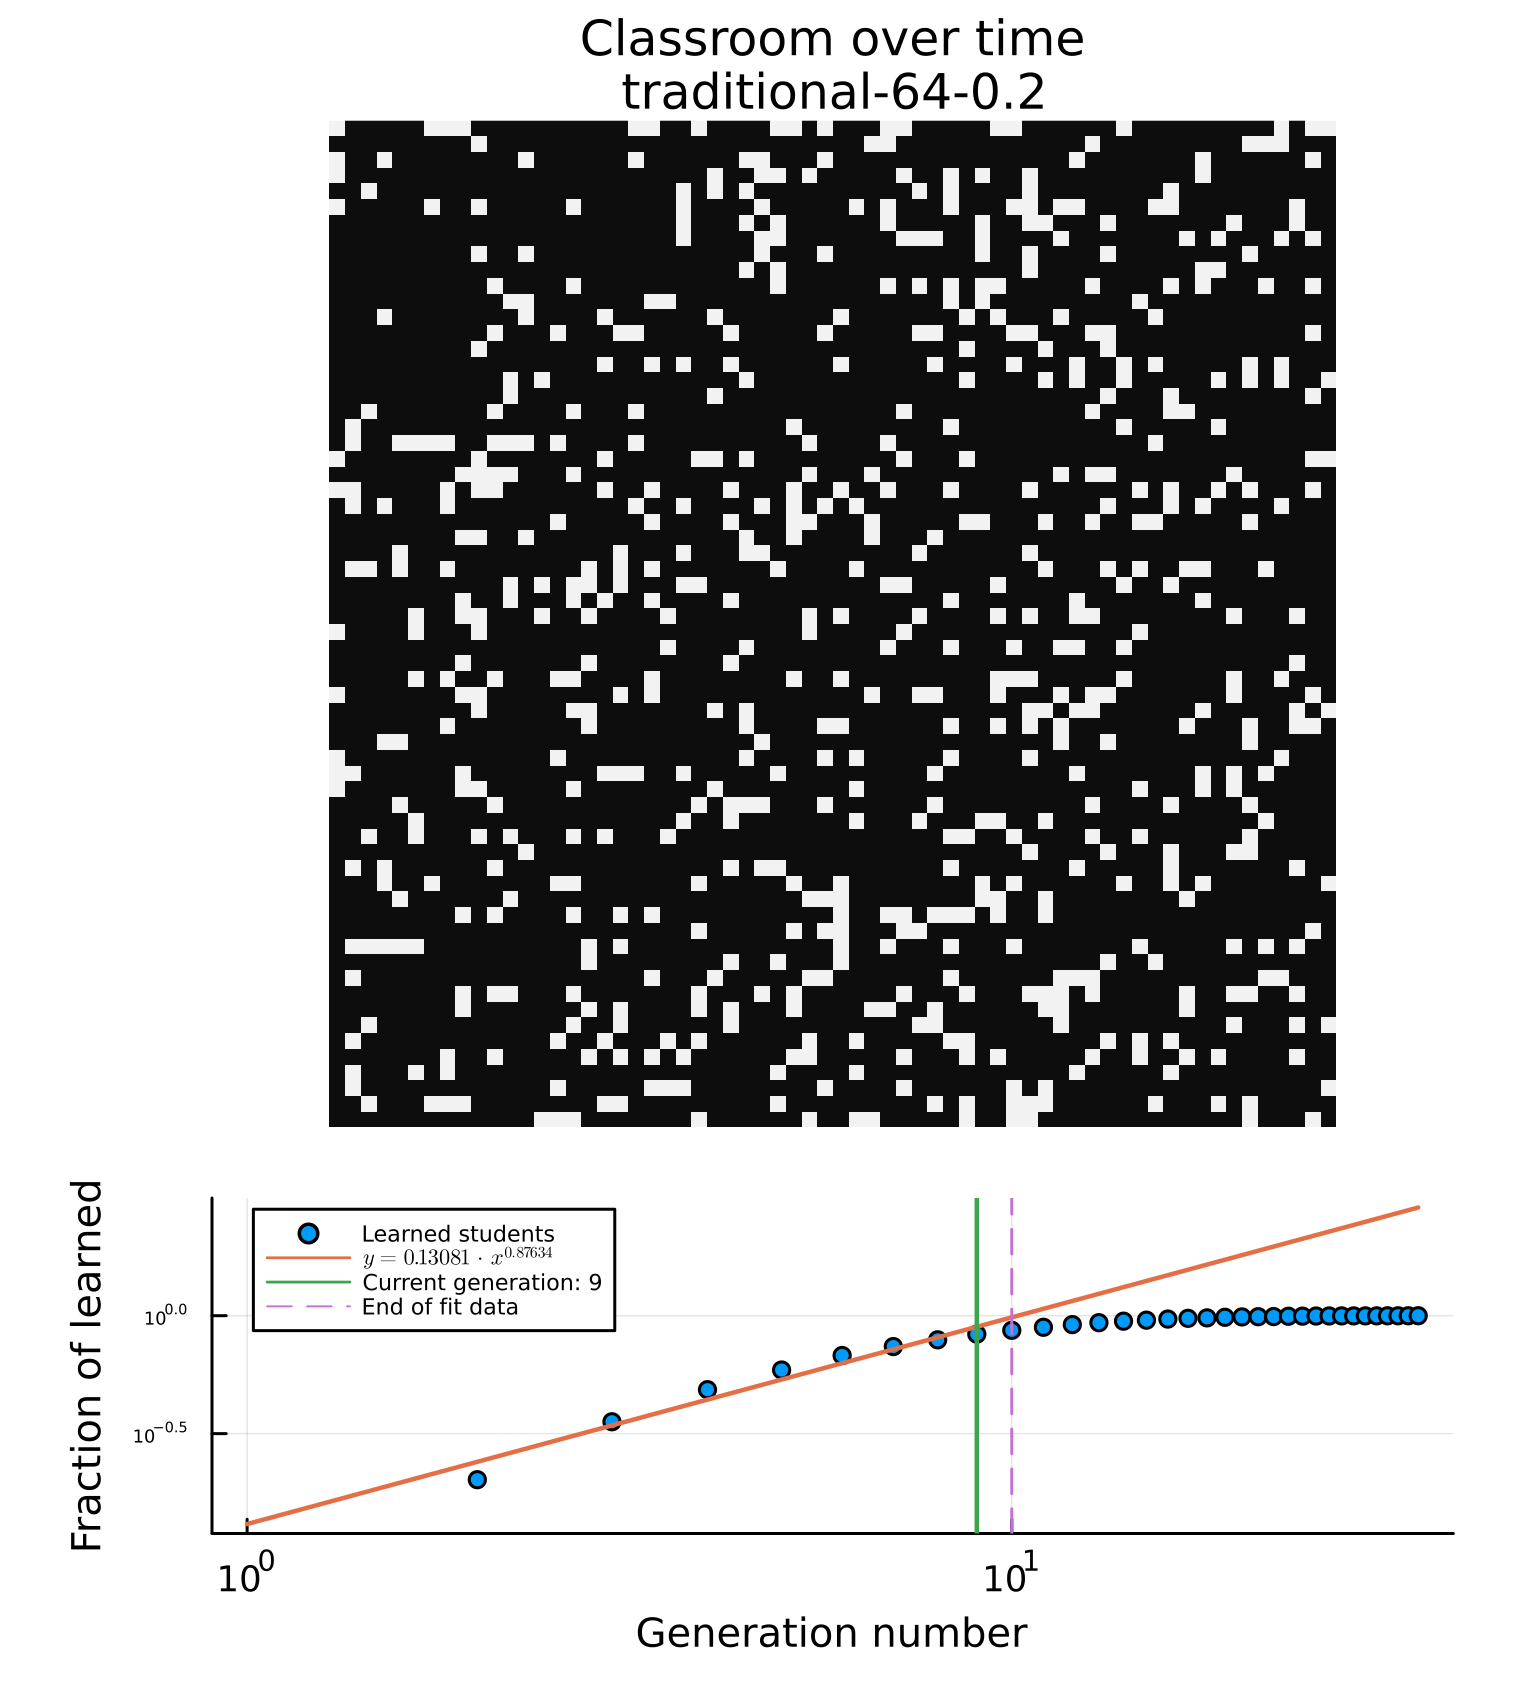 Classroom over time
traditional-64-0.2
Fraction of learned
Learned students
y = 0.13081 · x^0.87634
Current generation: 9
End of fit data
10^0.0
10^−0.5
10^0
10^1
Generation number